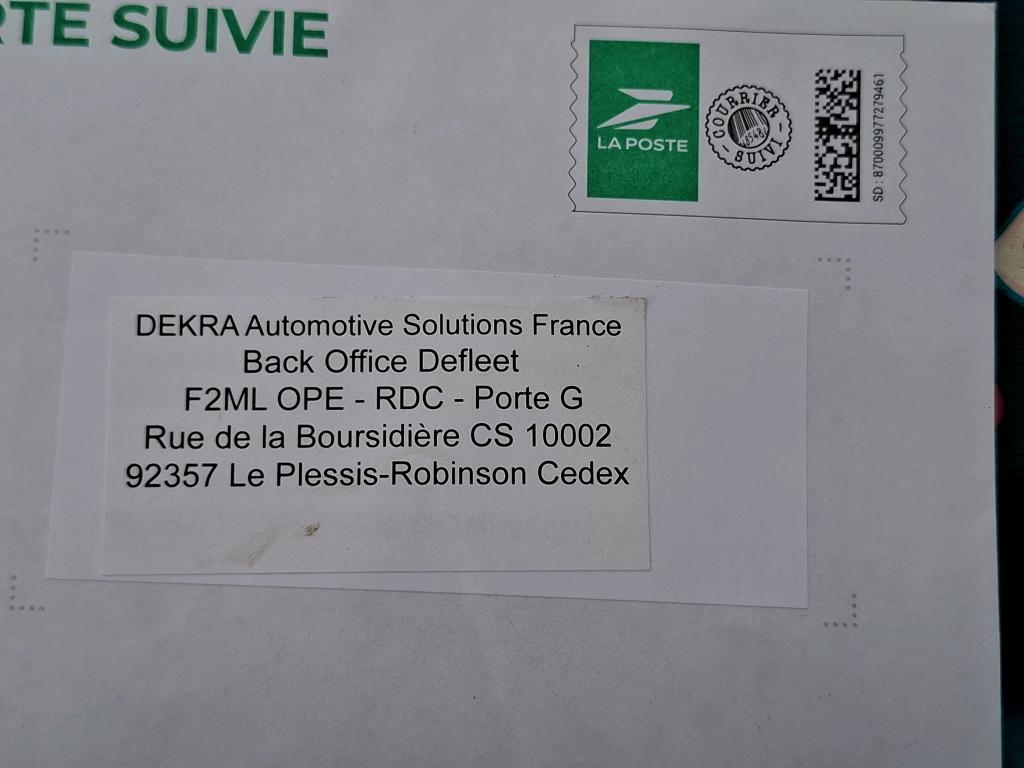 RTE SUIVIE
LA POSTE
COURRIER
SUIVI
SD : 870009977279461
DEKRA Automotive Solutions France
Back Office Defleet
F2ML OPE - RDC - Porte G
Rue de la Boursidière CS 10002
92357 Le Plessis-Robinson Cedex